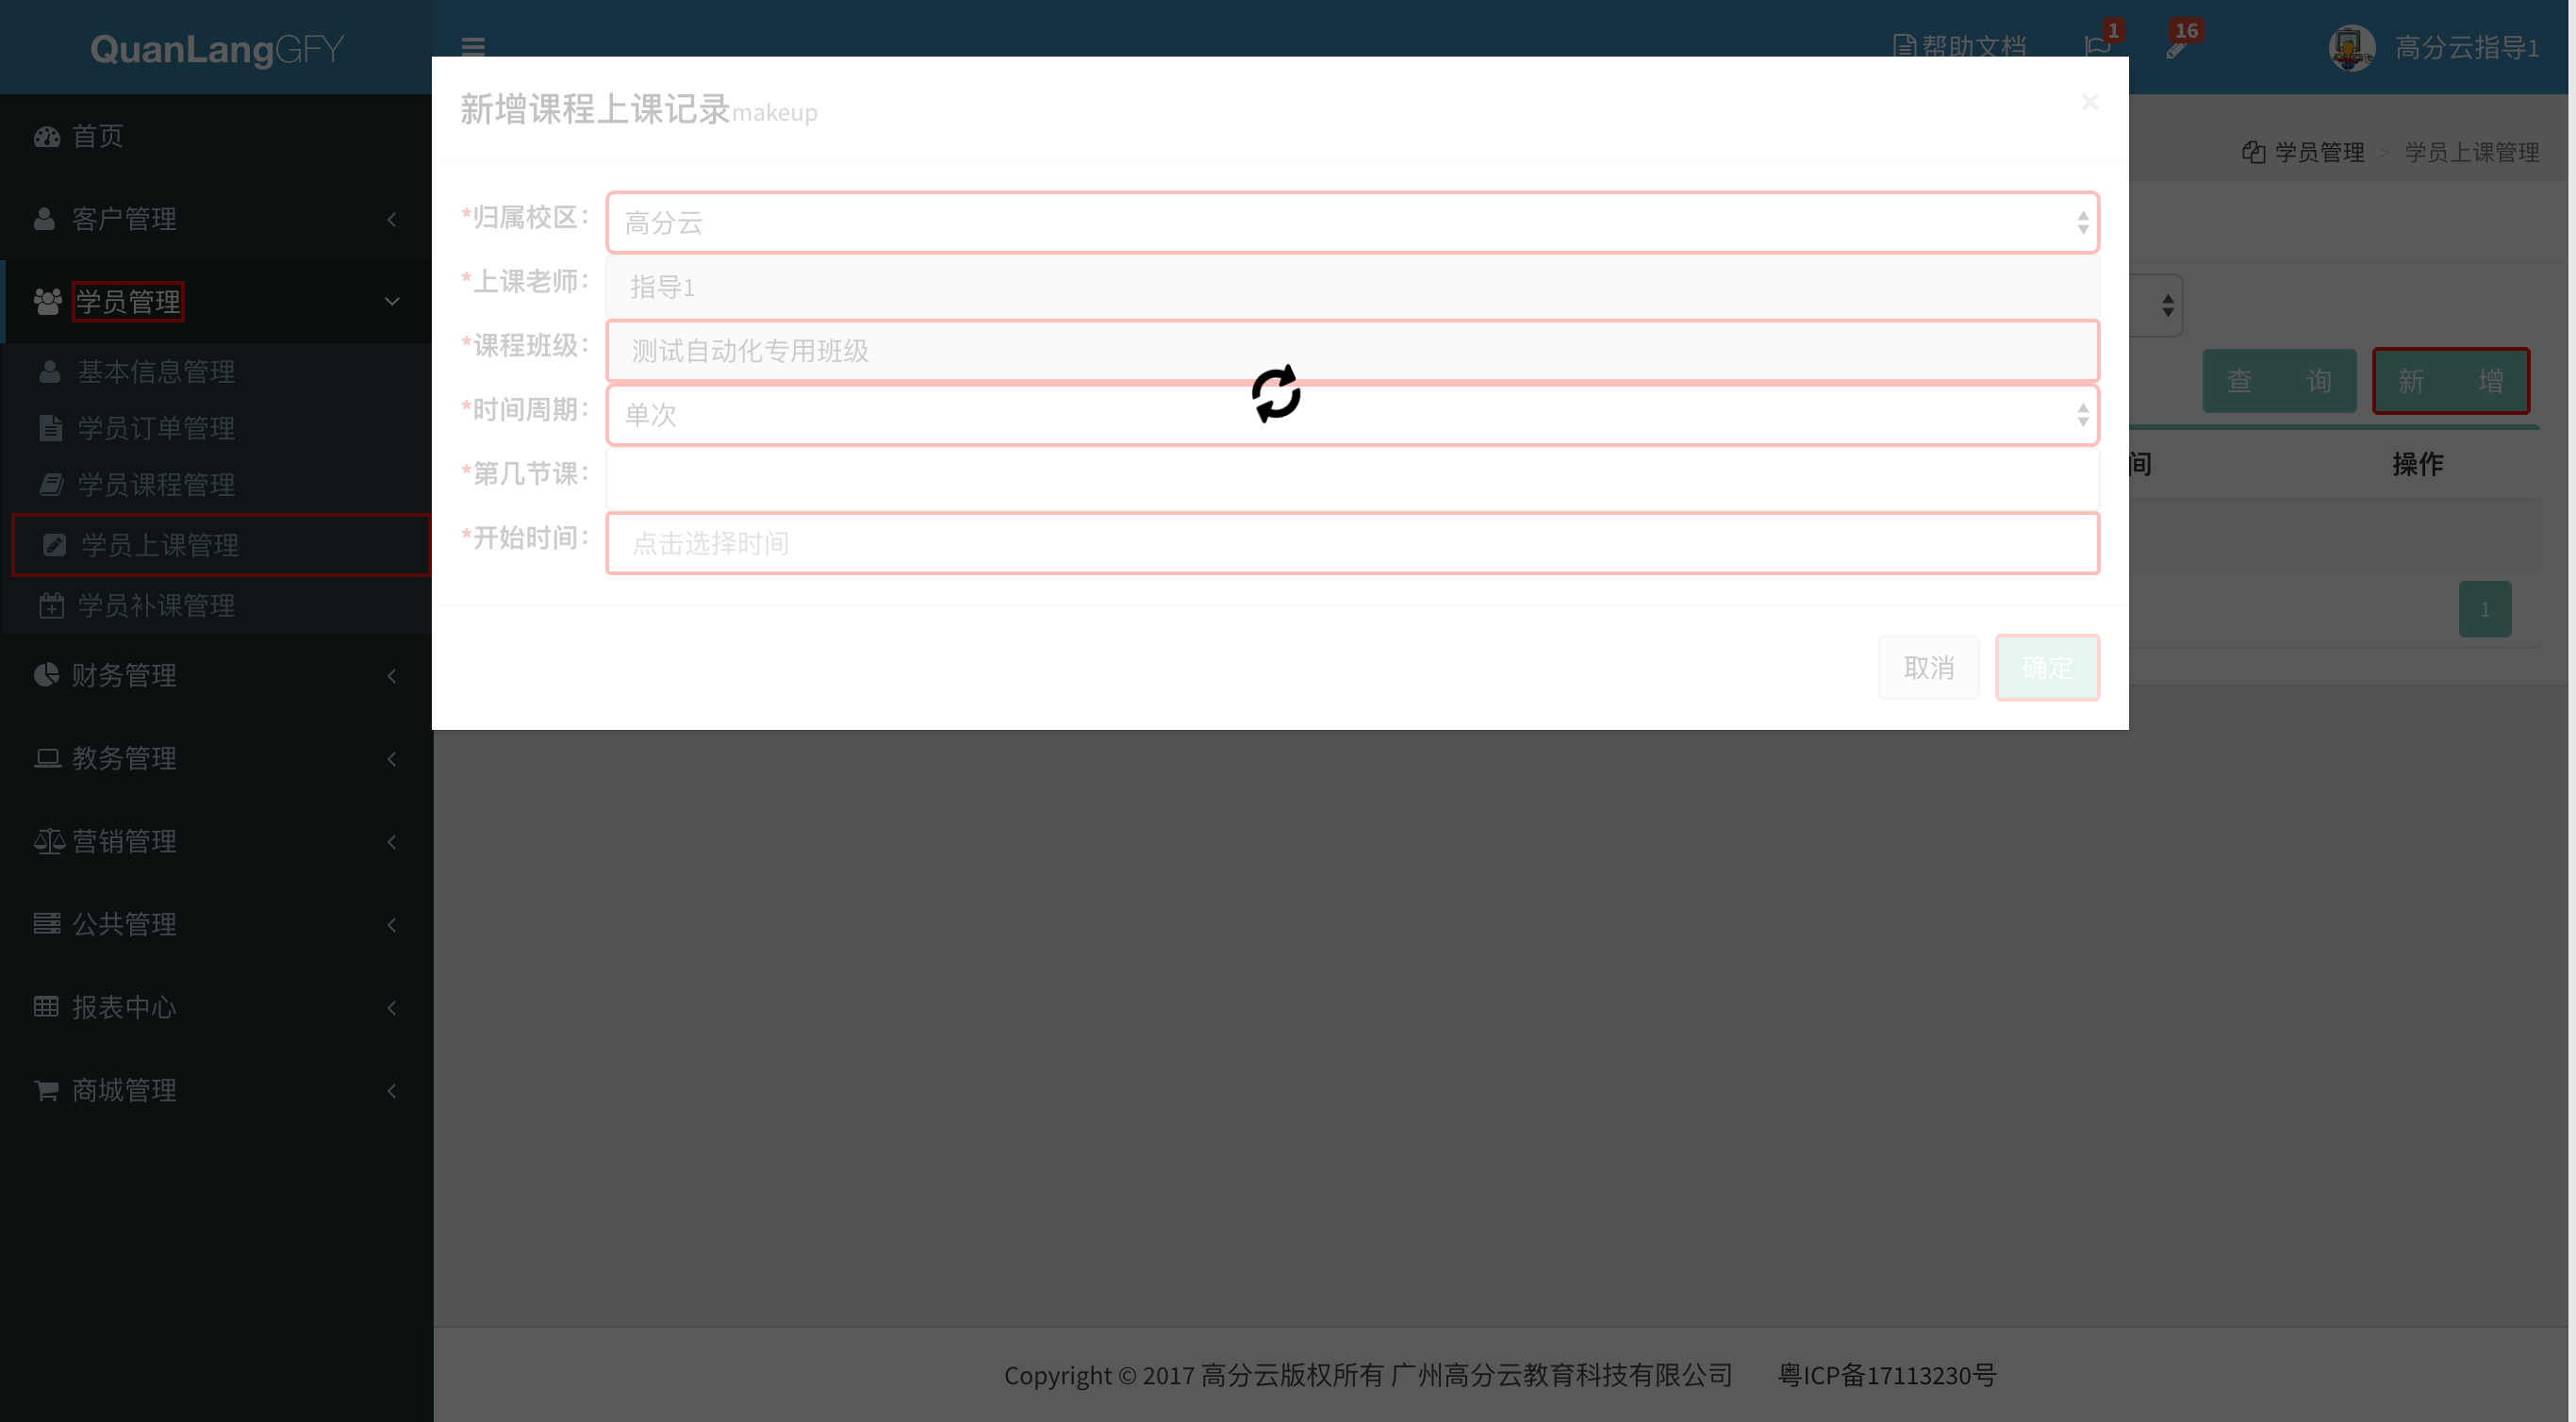 QuanLangGFY
帮助文档
1
16
高分云指导1
首页
客户管理
学员管理
基本信息管理
学员订单管理
学员课程管理
学员上课管理
学员补课管理
财务管理
教务管理
营销管理
公共管理
报表中心
商城管理
学员管理 > 学员上课管理
新增课程上课记录makeup
×
*归属校区：
高分云
*上课老师：
指导1
*课程班级：
测试自动化专用班级
*时间周期：
单次
*第几节课：
*开始时间：
点击选择时间
取消
确定
查 询
新 增
间
操作
1
Copyright © 2017 高分云版权所有 广州高分云教育科技有限公司 粤ICP备17113230号